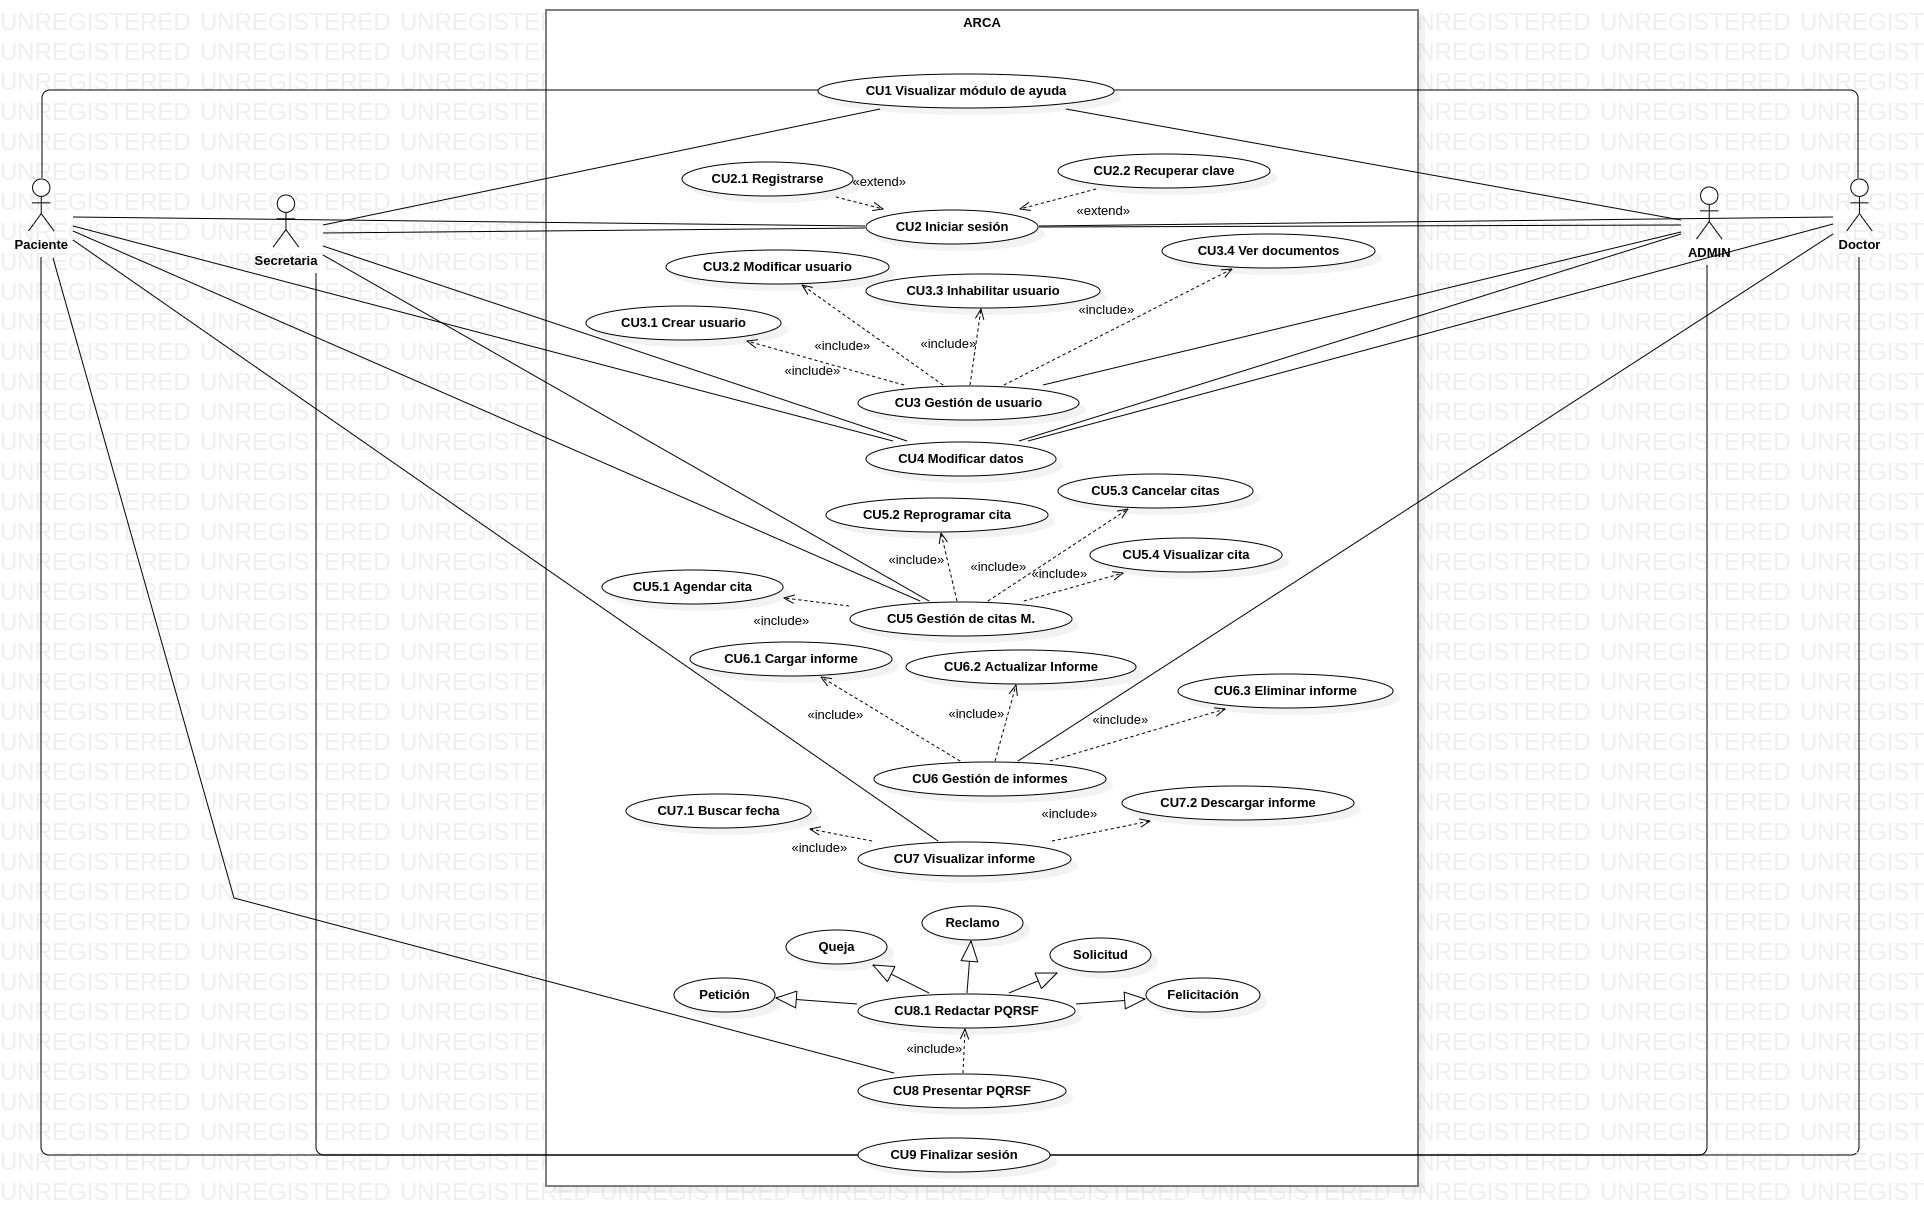 ARCA
CU1 Visualizar módulo de ayuda
CU2.1 Registrarse
«extend»
CU2.2 Recuperar clave
«extend»
CU2 Iniciar sesión
Paciente
Secretaria
ADMIN
Doctor
CU3.2 Modificar usuario
CU3.3 Inhabilitar usuario
CU3.4 Ver documentos
CU3.1 Crear usuario
«include»
«include»
«include»
«include»
CU3 Gestión de usuario
CU4 Modificar datos
CU5.3 Cancelar citas
CU5.2 Reprogramar cita
CU5.4 Visualizar cita
«include»
«include»
«include»
CU5.1 Agendar cita
«include»
CU5 Gestión de citas M.
CU6.1 Cargar informe
CU6.2 Actualizar Informe
CU6.3 Eliminar informe
«include»
«include»
«include»
CU6 Gestión de informes
CU7.1 Buscar fecha
«include»
CU7.2 Descargar informe
«include»
CU7 Visualizar informe
Reclamo
Queja
Solicitud
Petición
Felicitación
CU8.1 Redactar PQRSF
«include»
CU8 Presentar PQRSF
CU9 Finalizar sesión
UNREGISTERED